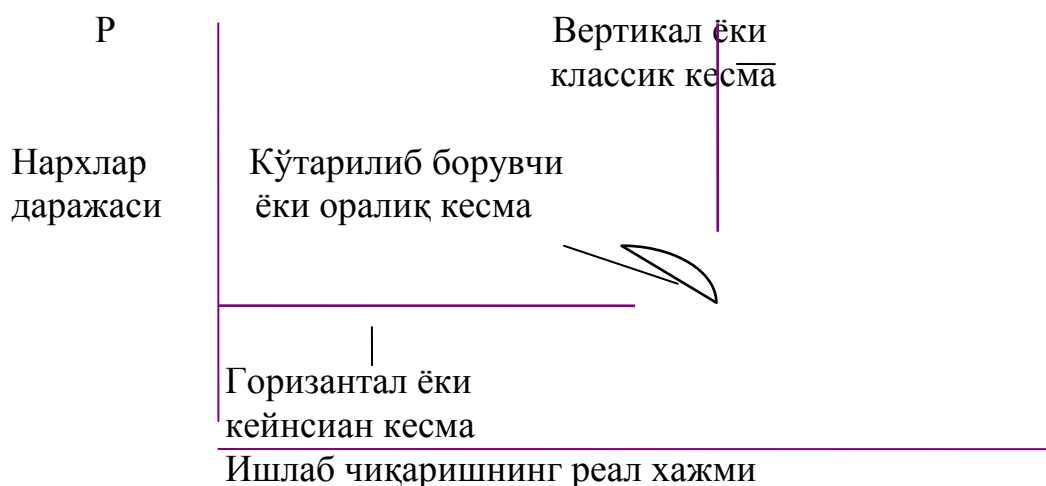 Р
Вертикал ёки
классик кесма
Нархлар
даражаси
Кўтарилиб борувчи
ёки оралиқ кесма
Горизантал ёки
кейнсиан кесма
Ишлаб чиқаришнинг реал хажми